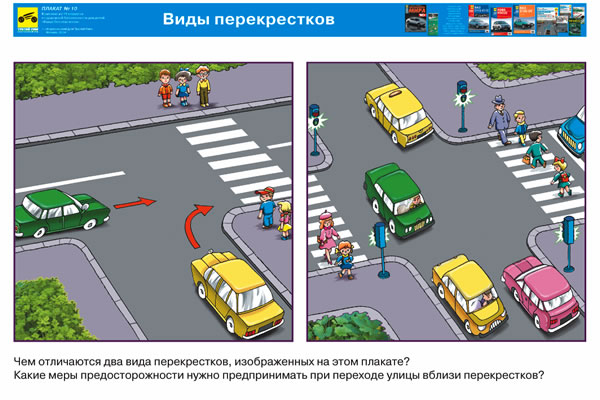 ПЛАКАТ № 10
Виды перекрестков
Чем отличаются два вида перекрестков, изображенных на этом плакате?
Какие меры предосторожности нужно предпринимать при переходе улицы вблизи перекрестков?